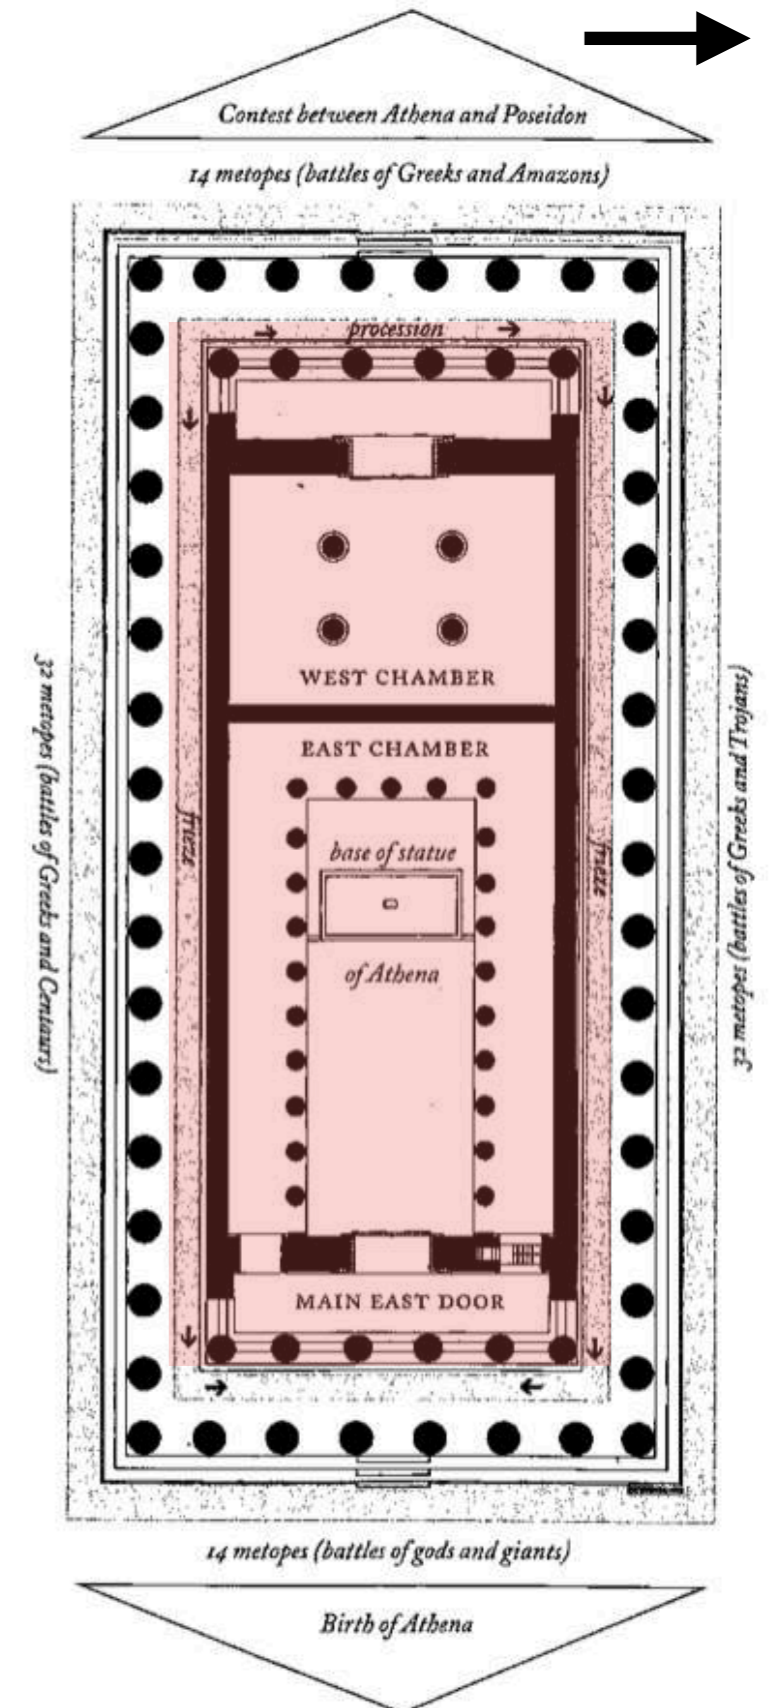 Contest between Athena and Poseidon
14 metopes (battles of Greeks and Amazons)
procession
WEST CHAMBER
EAST CHAMBER
32 metopes (battles of Greeks and Centaurs)
frieze
base of statue
of Athena
frieze
32 metopes (battles of Greeks and Trojans)
MAIN EAST DOOR
14 metopes (battles of gods and giants)
Birth of Athena